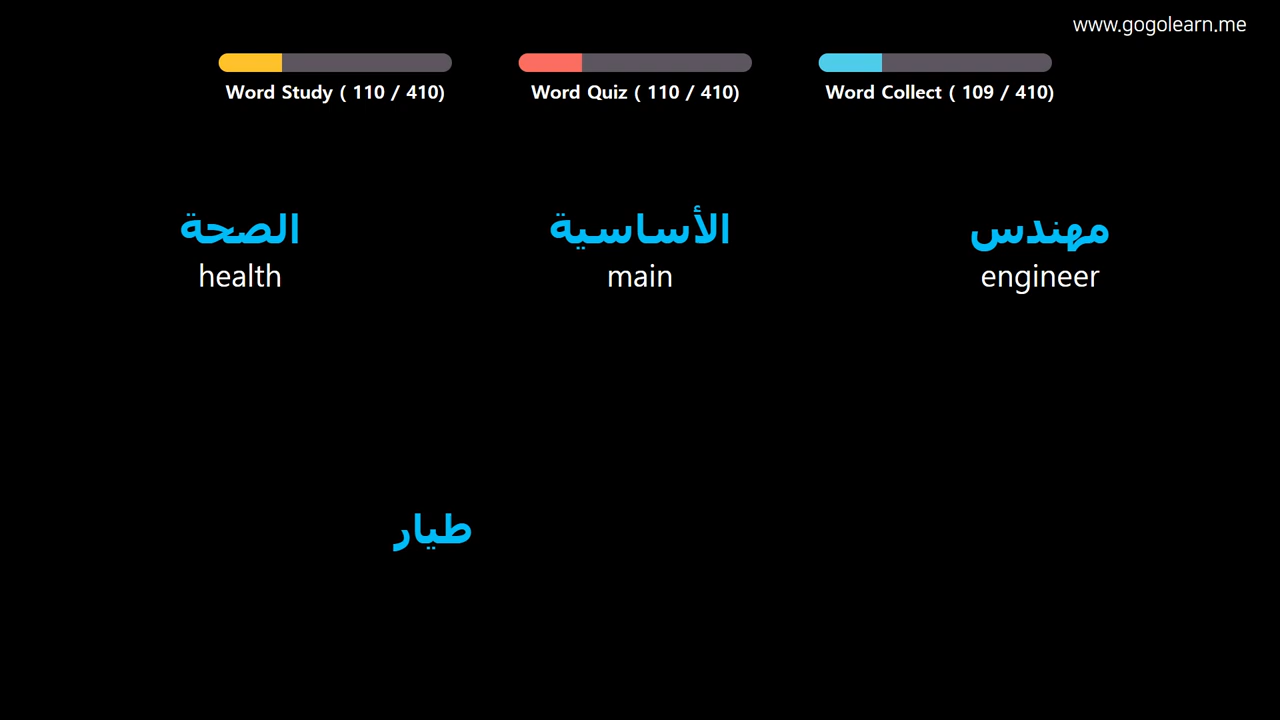 www.gogolearn.me
Word Study ( 110 / 410)
Word Quiz ( 110 / 410)
Word Collect ( 109 / 410)
الصحة
health
الأساسية
main
مهندس
engineer
طيار